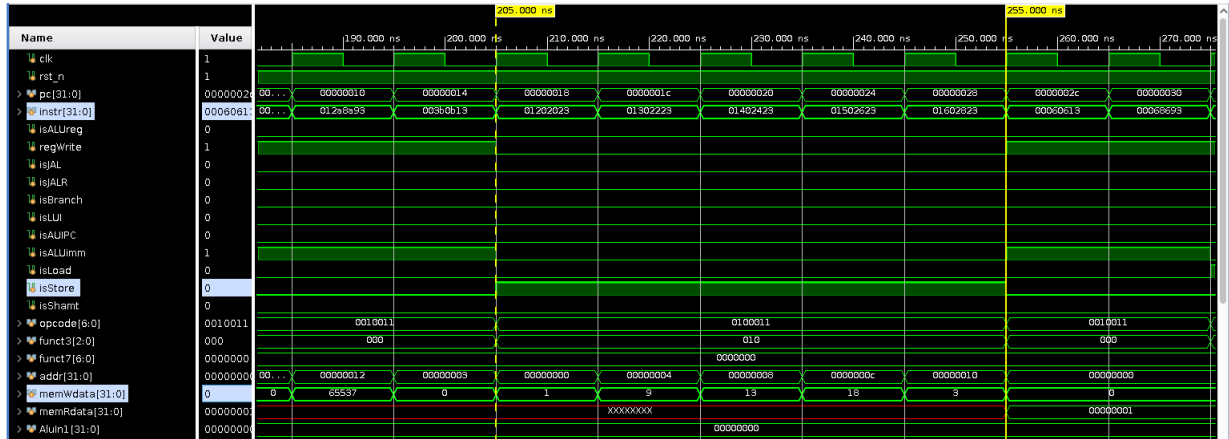 205.000 ns 255.000 ns
Name Value 190.000 ns 200.000 ns 210.000 ns 220.000 ns 230.000 ns 240.000 ns 250.000 ns 260.000 ns 270.000 ns
clk 1
rst_n 1
pc[31:0] 0000002c 00... 00000010 00000014 00000018 0000001c 00000020 00000024 00000028 0000002c 00000030
instr[31:0] 00060613 00... 012a8a93 003b0b13 01202023 01302223 01402423 01502623 01602823 00060613 00068693
isALUreg 0
regWrite 1
isJAL 0
isJALR 0
isBranch 0
isLUI 0
isAUIPC 0
isALUimm 1
isLoad 0
isStore 0
isShamt 0
opcode[6:0] 0010011 0010011 0100011 0010011
funct3[2:0] 000 000 010 000
funct7[6:0] 0000000 0000000
addr[31:0] 00000000 00... 00000012 00000003 00000000 00000004 00000008 0000000c 00000010 00000000
memWdata[31:0] 0 0 65537 0 1 9 13 18 3 0
memRdata[31:0] 00000001 XXXXXXXX 00000001
AluIn1[31:0] 00000000 00000000